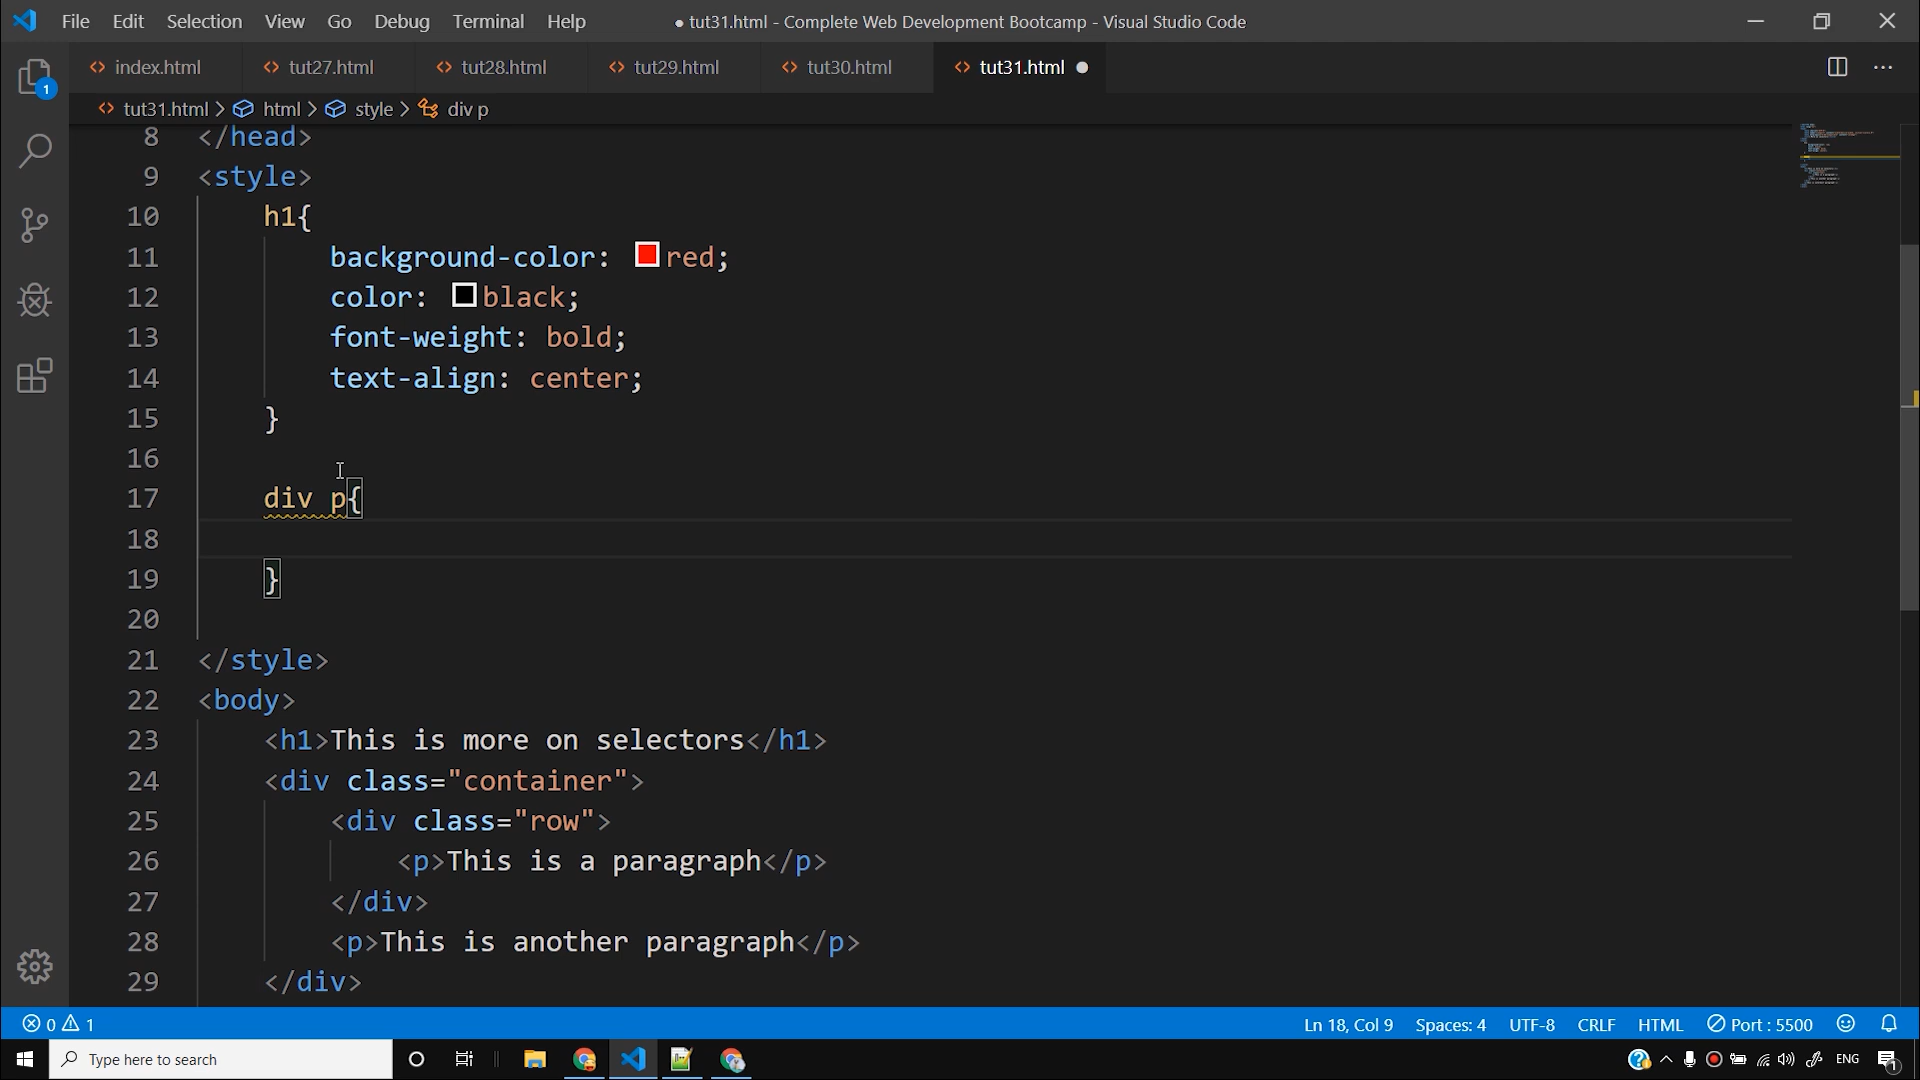 File Edit Selection View Go Debug Terminal Help ● tut31.html - Complete Web Development Bootcamp - Visual Studio Code
index.html tut27.html tut28.html tut29.html tut30.html tut31.html
tut31.html > html > style > div p
8 </head>
9 <style>
10 h1{
11 background-color: red;
12 color: black;
13 font-weight: bold;
14 text-align: center;
15 }
16
17 div p{
18
19 }
20
21 </style>
22 <body>
23 <h1>This is more on selectors</h1>
24 <div class="container">
25 <div class="row">
26 <p>This is a paragraph</p>
27 </div>
28 <p>This is another paragraph</p>
29 </div>
1
0 1 Ln 18, Col 9 Spaces: 4 UTF-8 CRLF HTML Port : 5500
Type here to search ENG 1